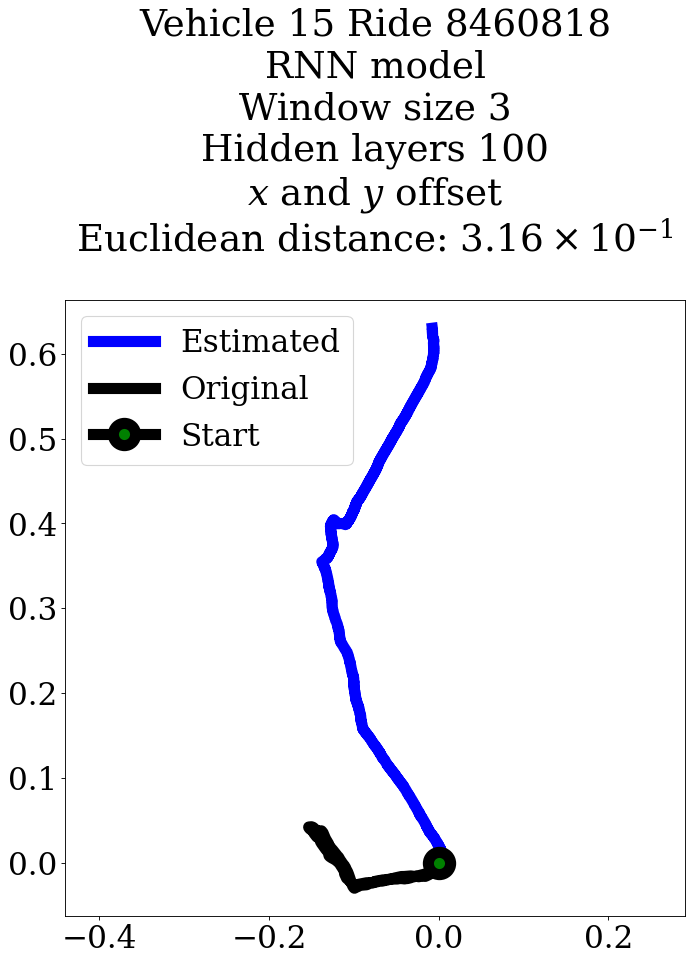 Vehicle 15 Ride 8460818
RNN model
Window size 3
Hidden layers 100
x and y offset
Euclidean distance: 3.16 × 10⁻¹
Estimated
Original
Start
0.6
0.5
0.4
0.3
0.2
0.1
0.0
−0.4 −0.2 0.0 0.2